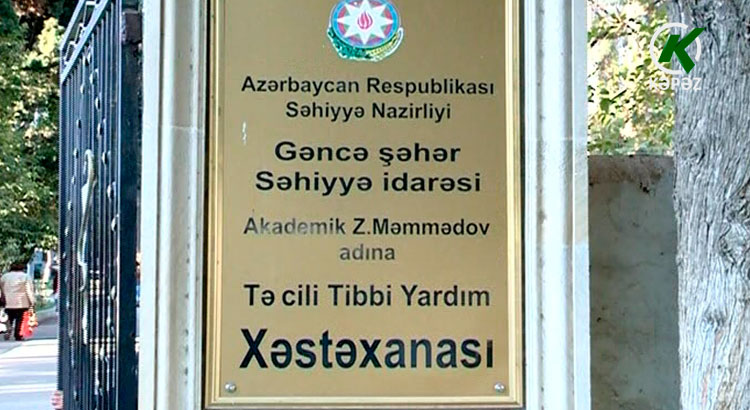 K
KƏPƏZ
Azərbaycan Respublikası
Səhiyyə Nazirliyi
Gəncə şəhər
Səhiyyə idarəsi
Akademik Z.Məmmədov
adına
Tə cili Tibbi Yardım
Xəstəxanası